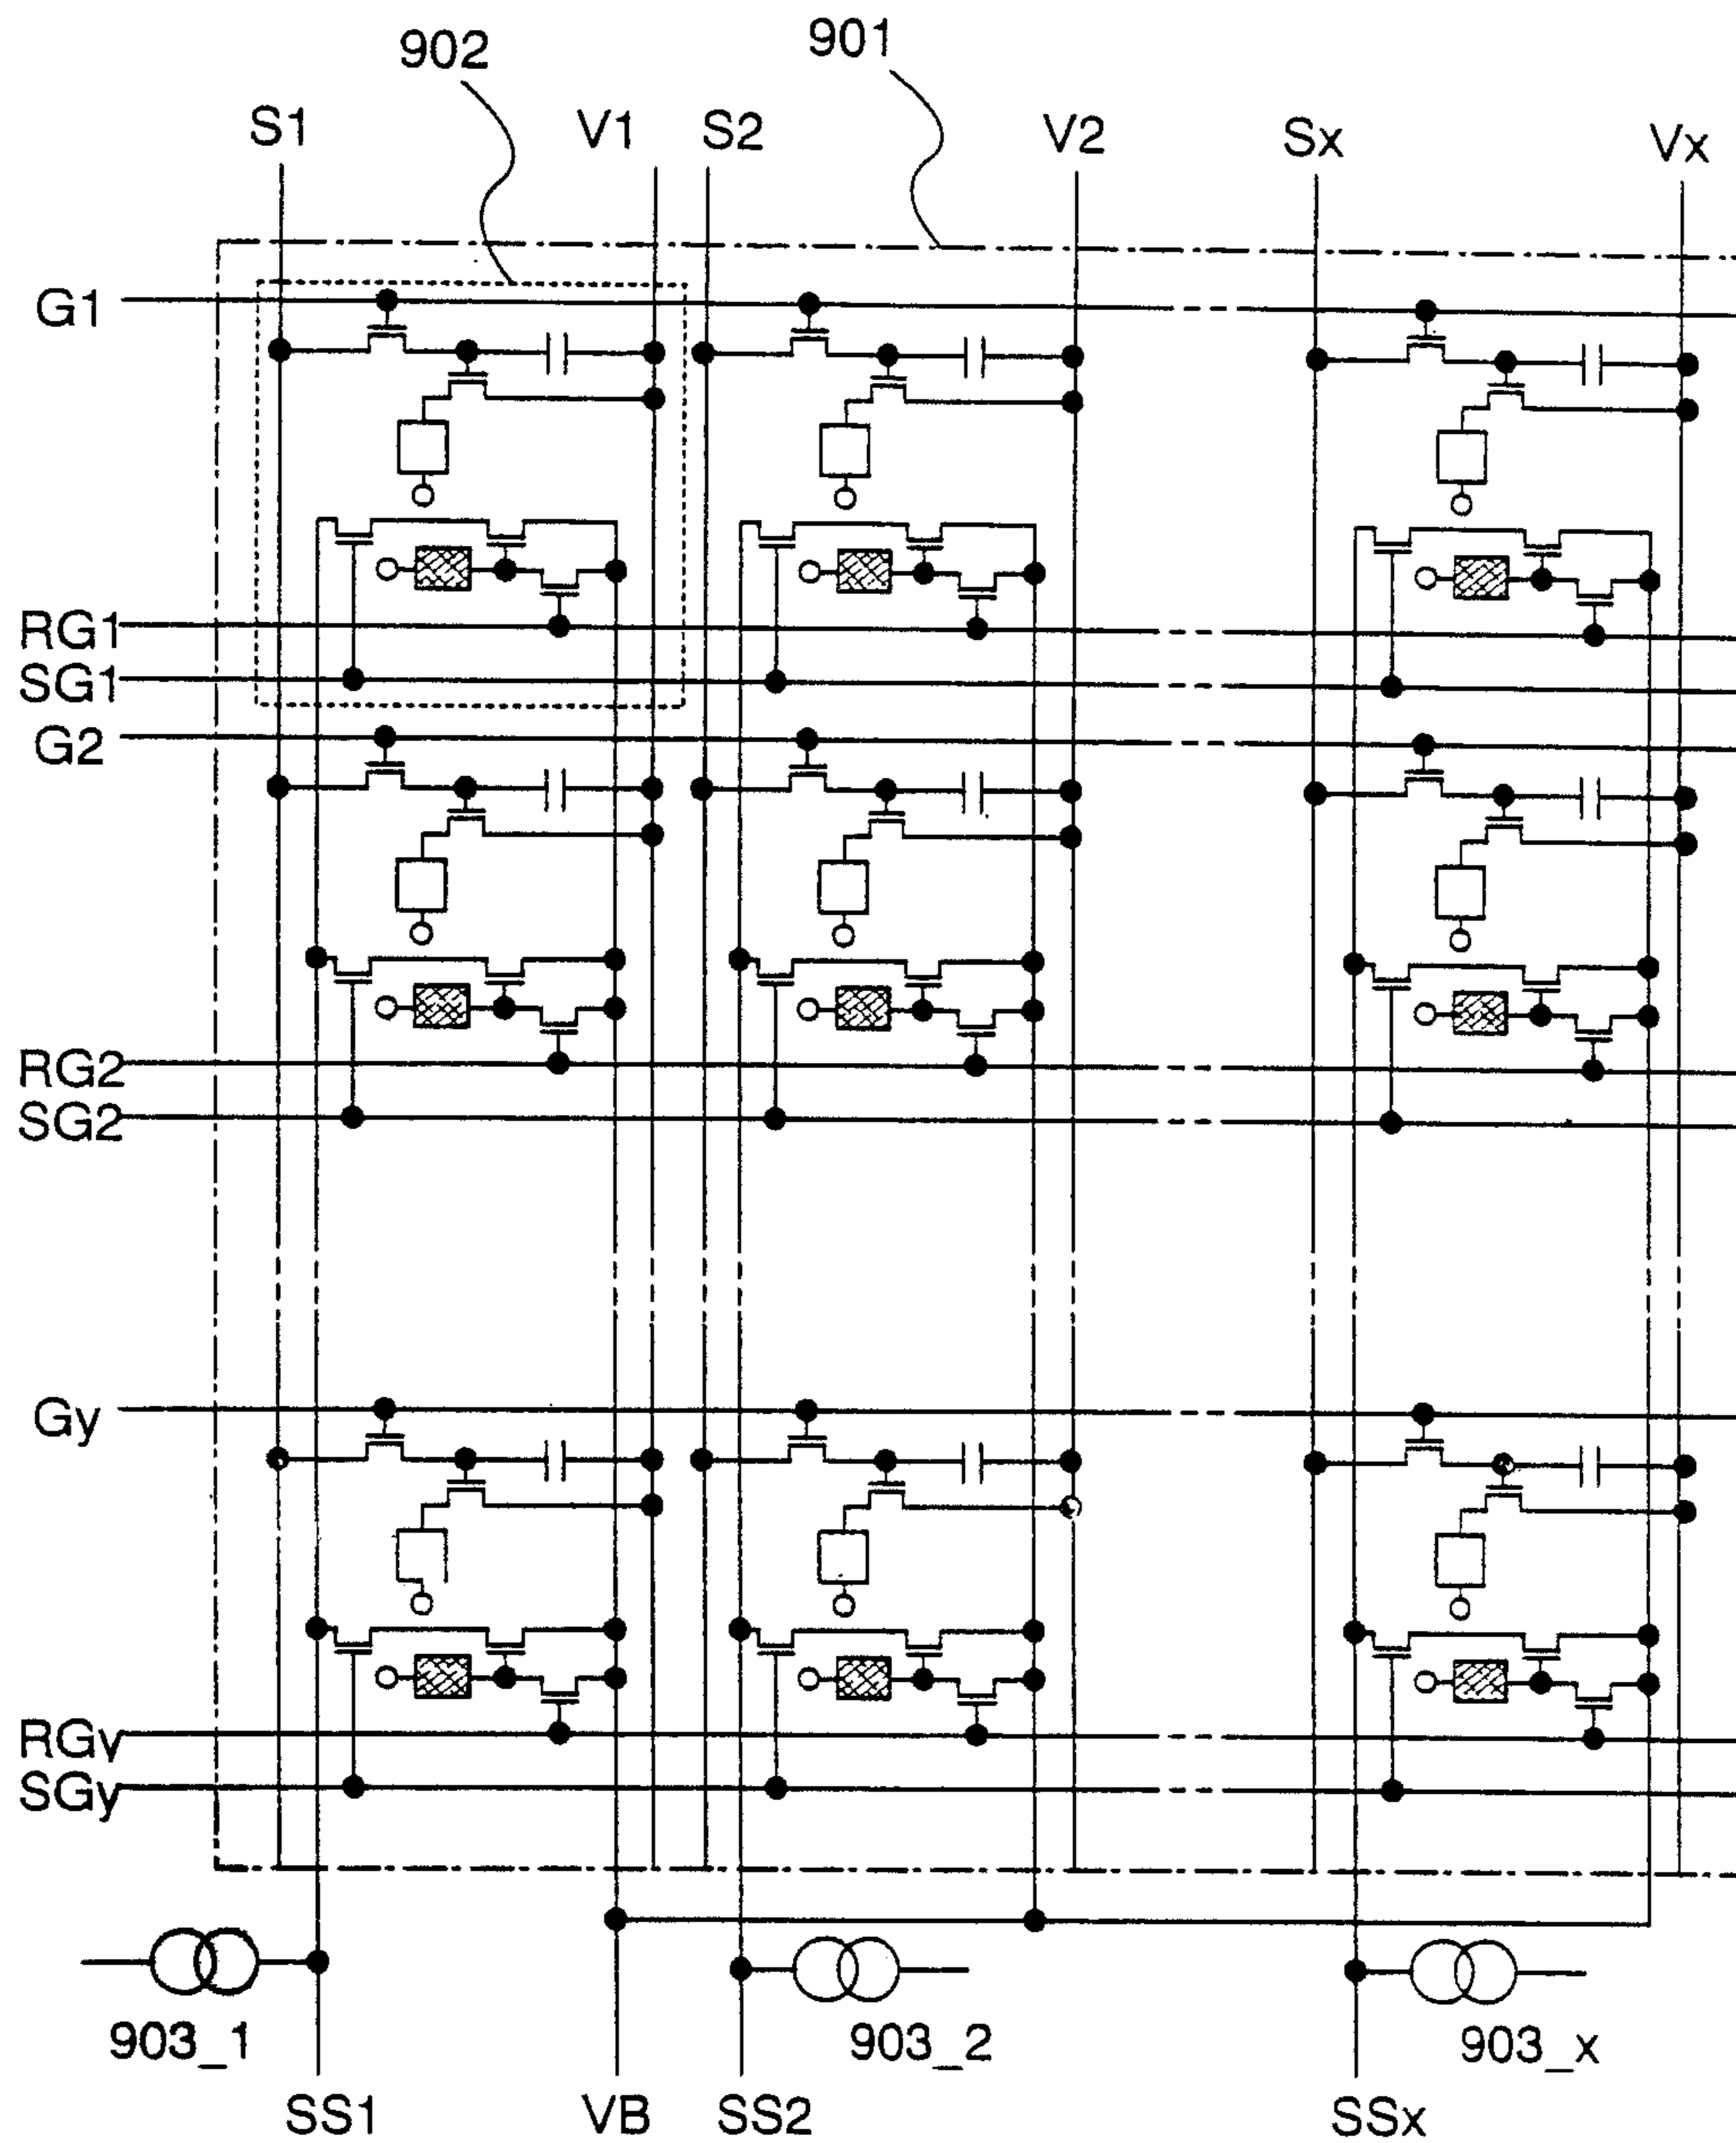 902
901
S1
V1
S2
V2
Sx
Vx
G1
RG1
SG1
G2
RG2
SG2
Gy
RGy
SGy
903_1
903_2
903_x
SS1
VB
SS2
SSx